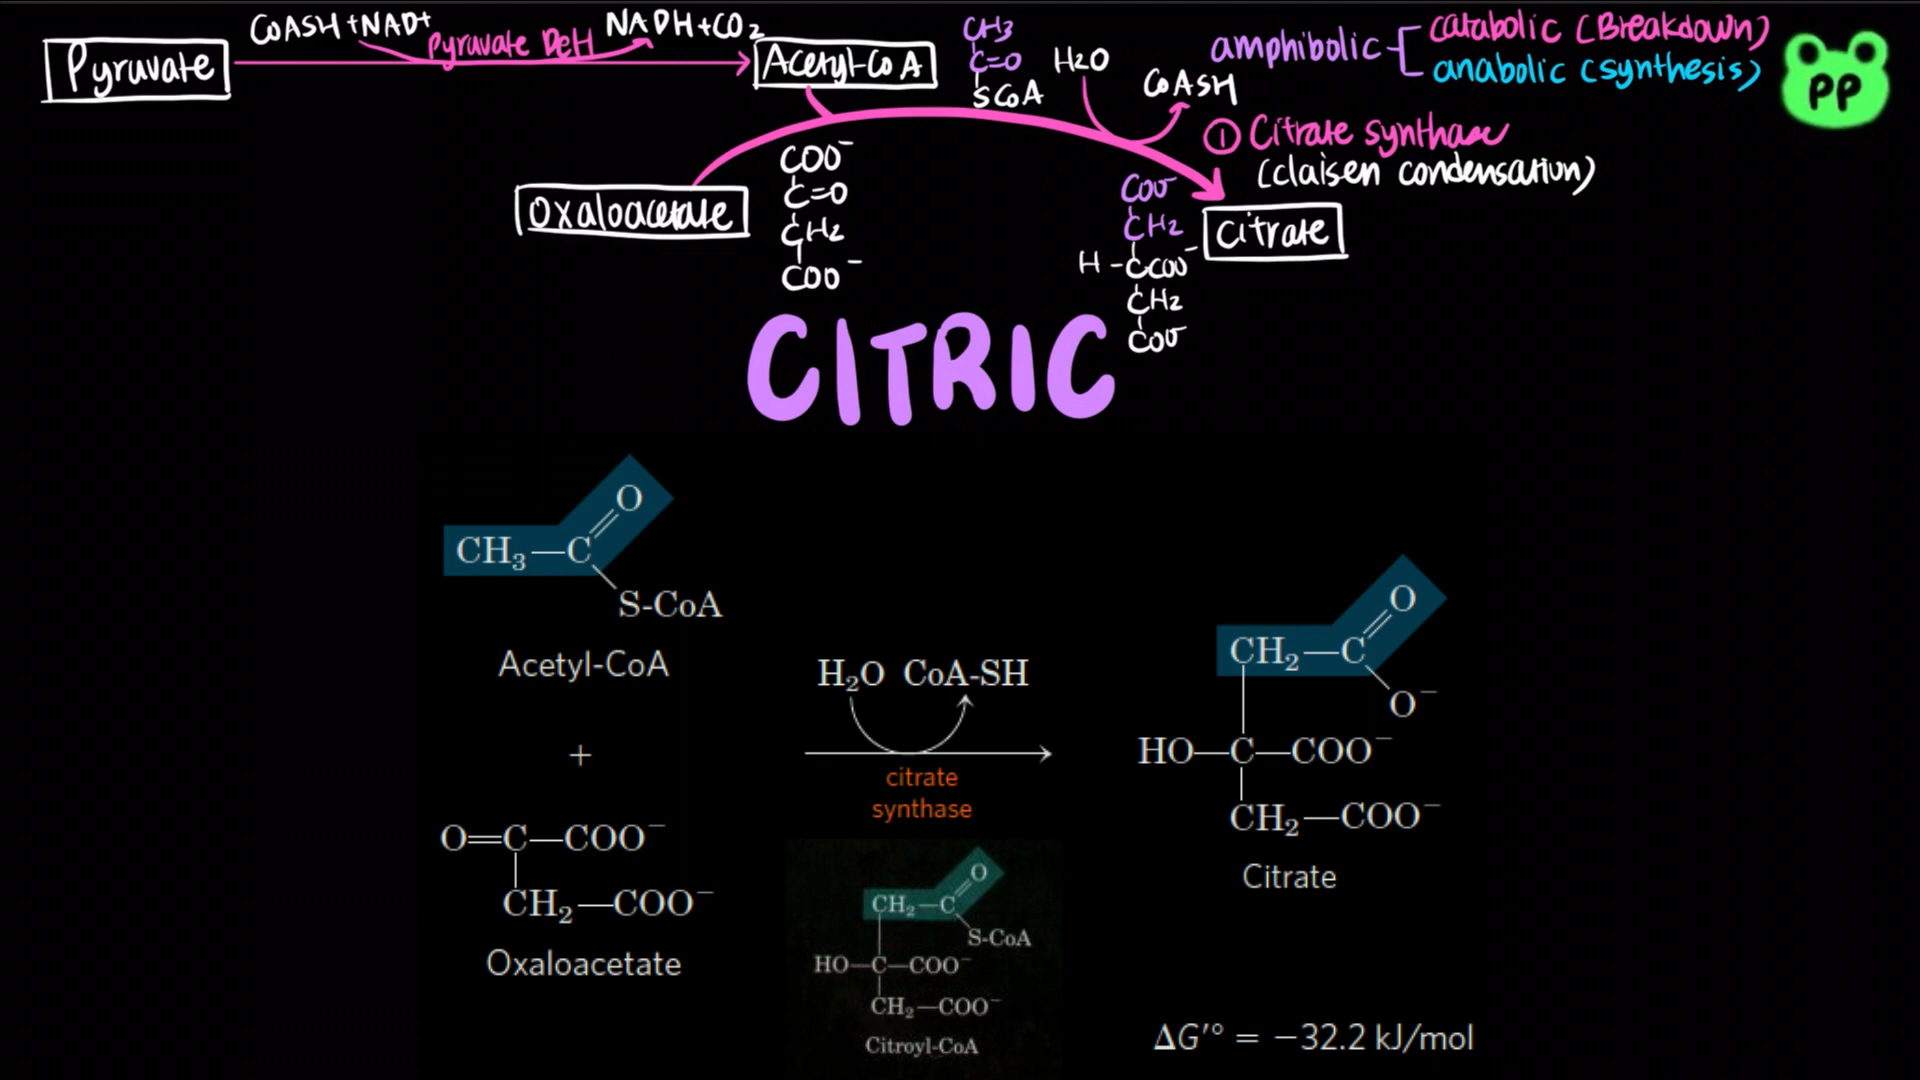 Pyruvate
CoASH+NAD+
Pyruvate DeH
NADH+CO2
Acetyl-CoA
CH3
C=O
SCoA
H2O
CoASH
amphibolic
catabolic (Breakdown)
anabolic (synthesis)
PP
① Citrate synthase
(claisen condensation)
Oxaloacetate
COO⁻
C=O
CH2
COO⁻
COO⁻
CH2
H-CCOO⁻
CH2
COO⁻
Citrate
CITRIC
O
CH₃—C
S-CoA
Acetyl-CoA
+
O=C—COO⁻
CH₂—COO⁻
Oxaloacetate
H₂O CoA-SH
citrate
synthase
O
CH₂—C
S-CoA
HO—C—COO⁻
CH₂—COO⁻
Citroyl-CoA
O
CH₂—C
O⁻
HO—C—COO⁻
CH₂—COO⁻
Citrate
ΔG′° = −32.2 kJ/mol